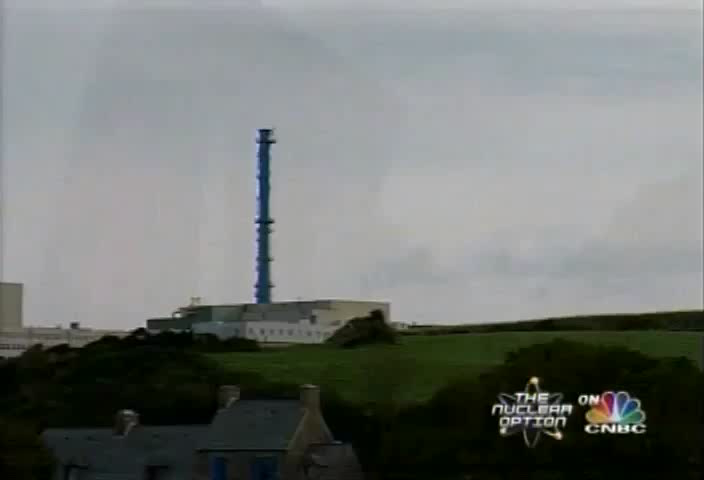 THE
NUCLEAR
OPTION
ON
CNBC